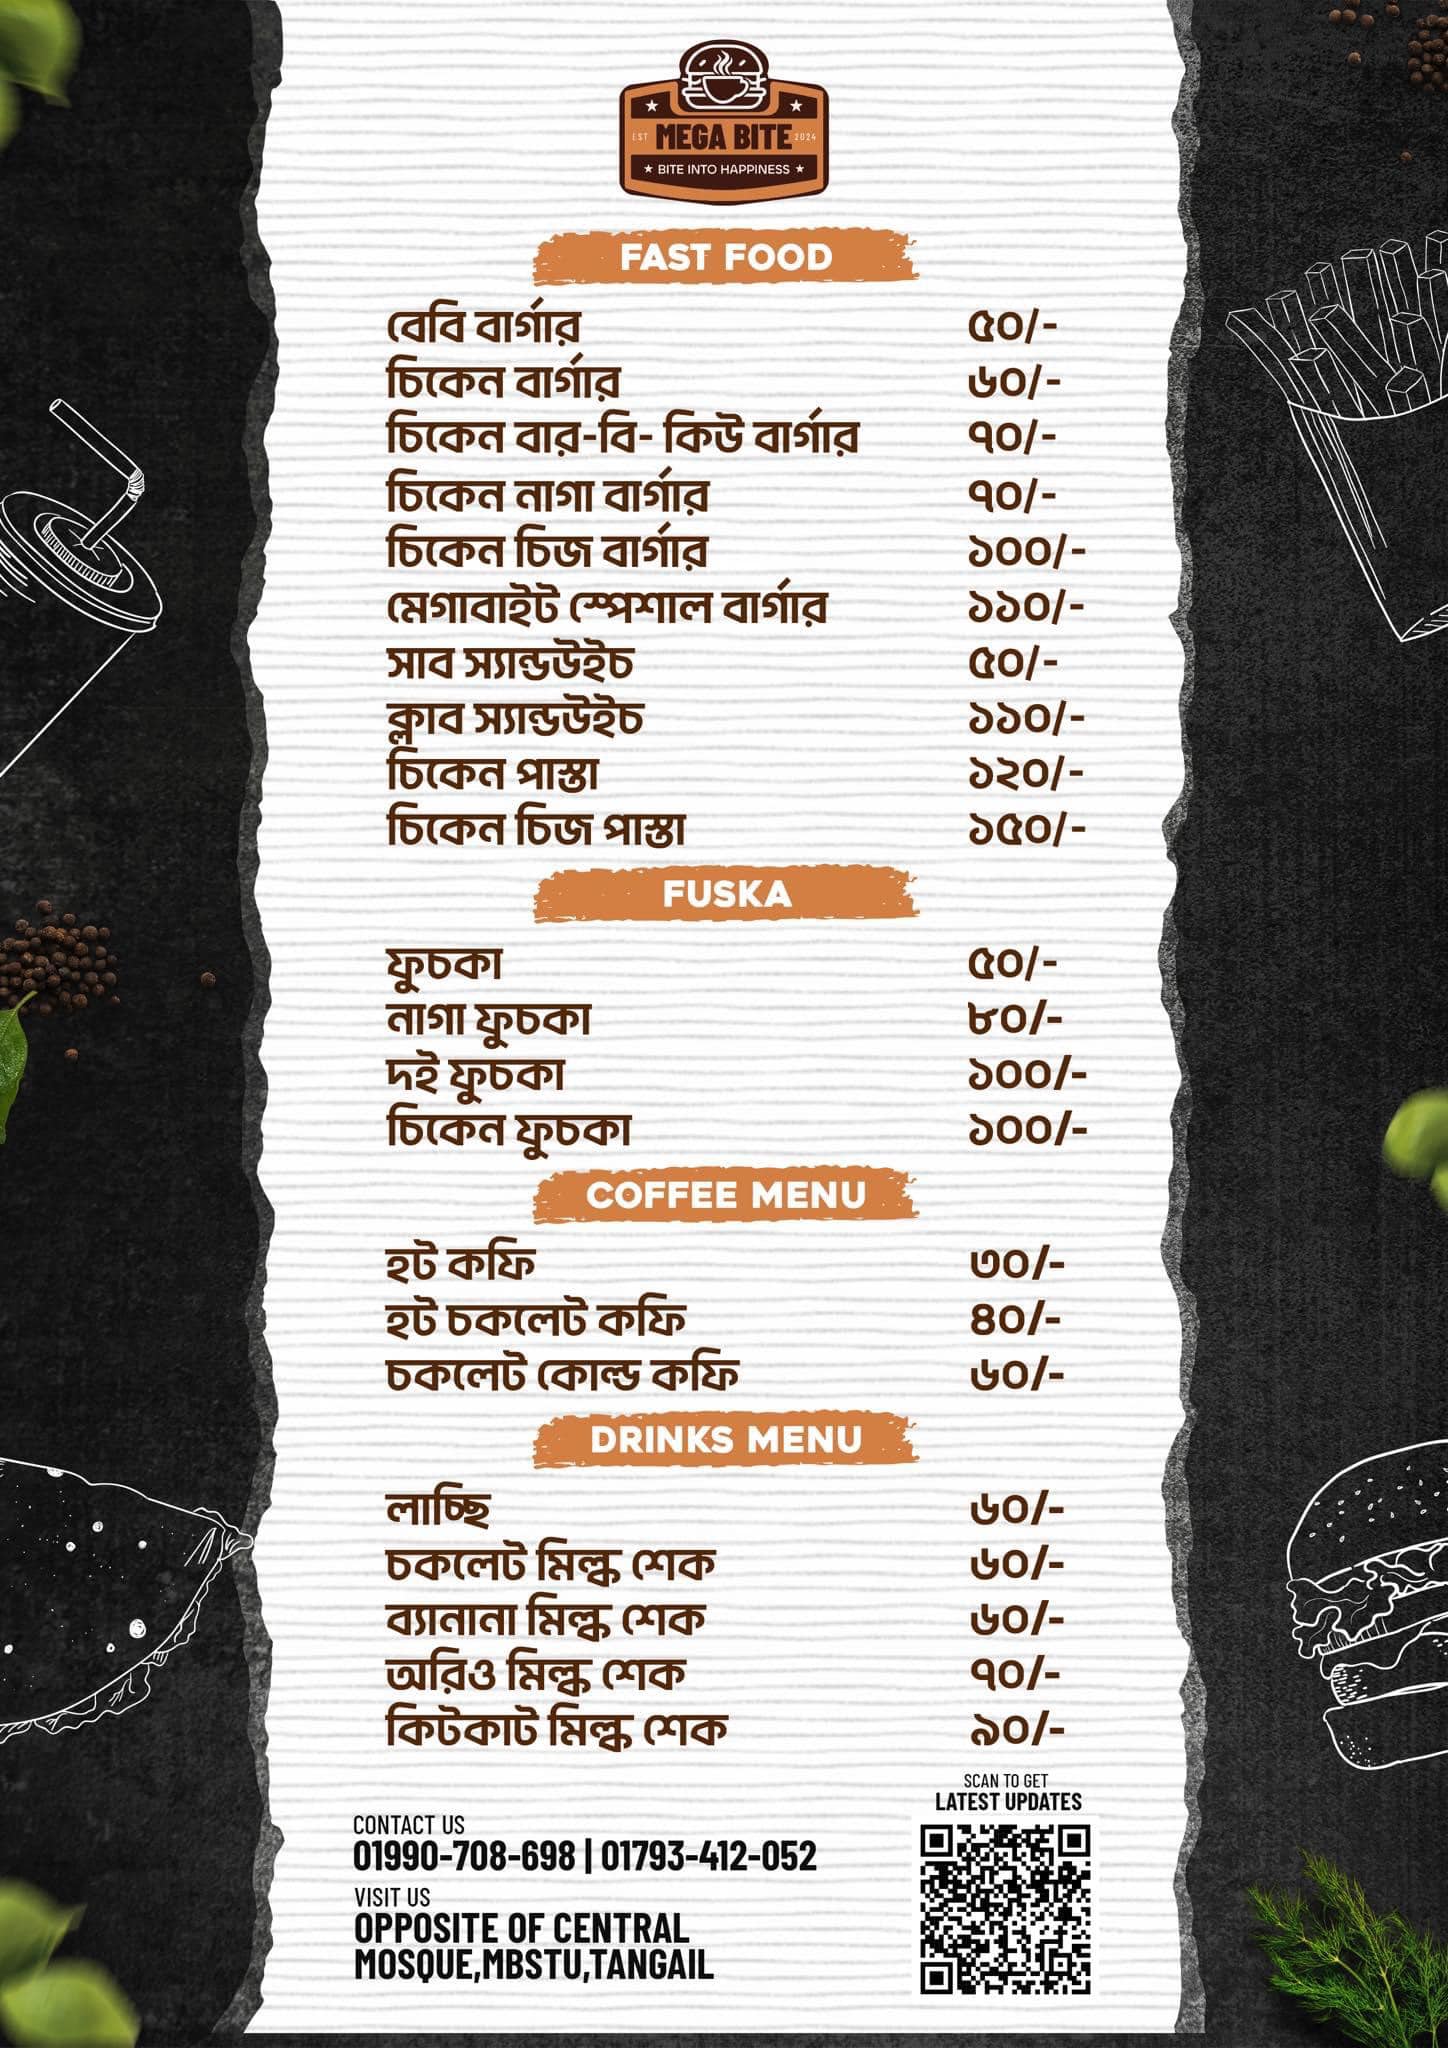 EST MEGA BITE 2024
BITE INTO HAPPINESS
FAST FOOD
বেবি বার্গার ৫০/-
চিকেন বার্গার ৬০/-
চিকেন বার-বি- কিউ বার্গার ৭০/-
চিকেন নাগা বার্গার ৭০/-
চিকেন চিজ বার্গার ১০০/-
মেগাবাইট স্পেশাল বার্গার ১১০/-
সাব স্যান্ডউইচ ৫০/-
ক্লাব স্যান্ডউইচ ১১০/-
চিকেন পাস্তা ১২০/-
চিকেন চিজ পাস্তা ১৫০/-
FUSKA
ফুচকা ৫০/-
নাগা ফুচকা ৮০/-
দই ফুচকা ১০০/-
চিকেন ফুচকা ১০০/-
COFFEE MENU
হট কফি ৩০/-
হট চকলেট কফি ৪০/-
চকলেট কোল্ড কফি ৬০/-
DRINKS MENU
লাচ্ছি ৬০/-
চকলেট মিল্ক শেক ৬০/-
ব্যানানা মিল্ক শেক ৬০/-
অরিও মিল্ক শেক ৭০/-
কিটকাট মিল্ক শেক ৯০/-
SCAN TO GET
LATEST UPDATES
CONTACT US
01990-708-698 | 01793-412-052
VISIT US
OPPOSITE OF CENTRAL
MOSQUE,MBSTU,TANGAIL